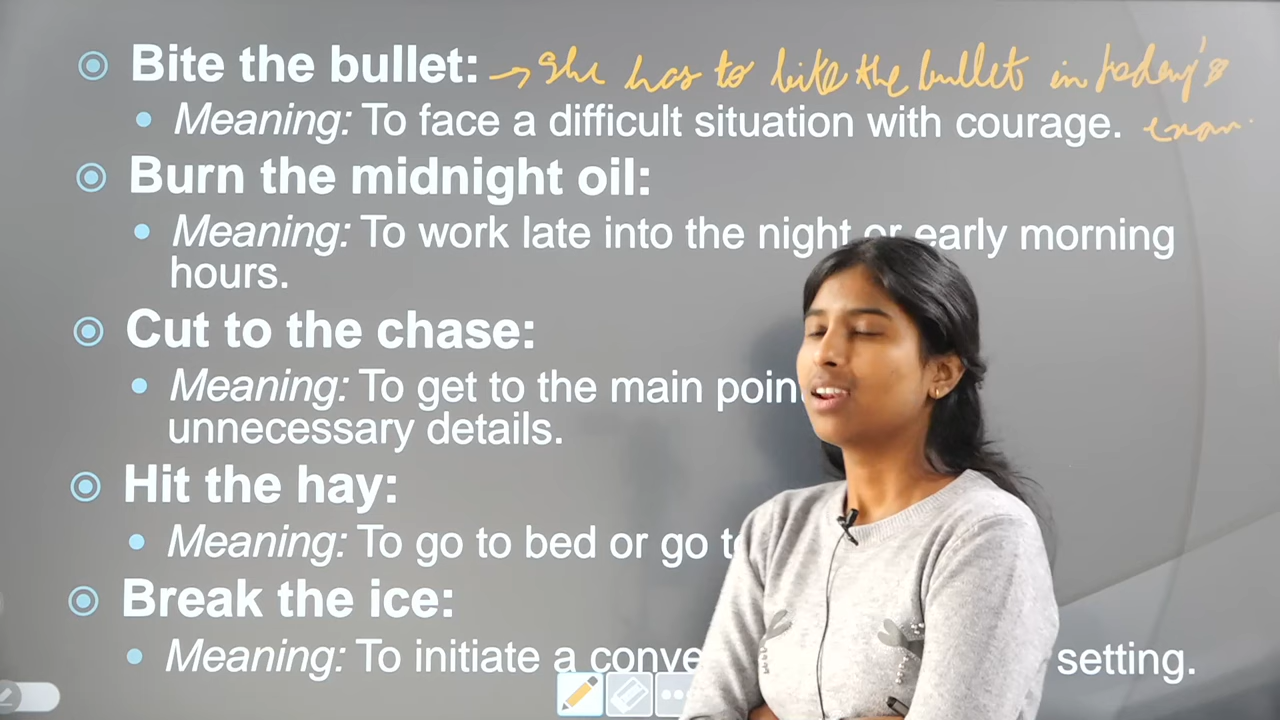 Bite the bullet: → She has to bite the bullet in today's
Meaning: To face a difficult situation with courage. exam.
Burn the midnight oil:
Meaning: To work late into the night or early morning
hours.
Cut to the chase:
Meaning: To get to the main point
unnecessary details.
Hit the hay:
Meaning: To go to bed or go to
Break the ice:
Meaning: To initiate a setting.